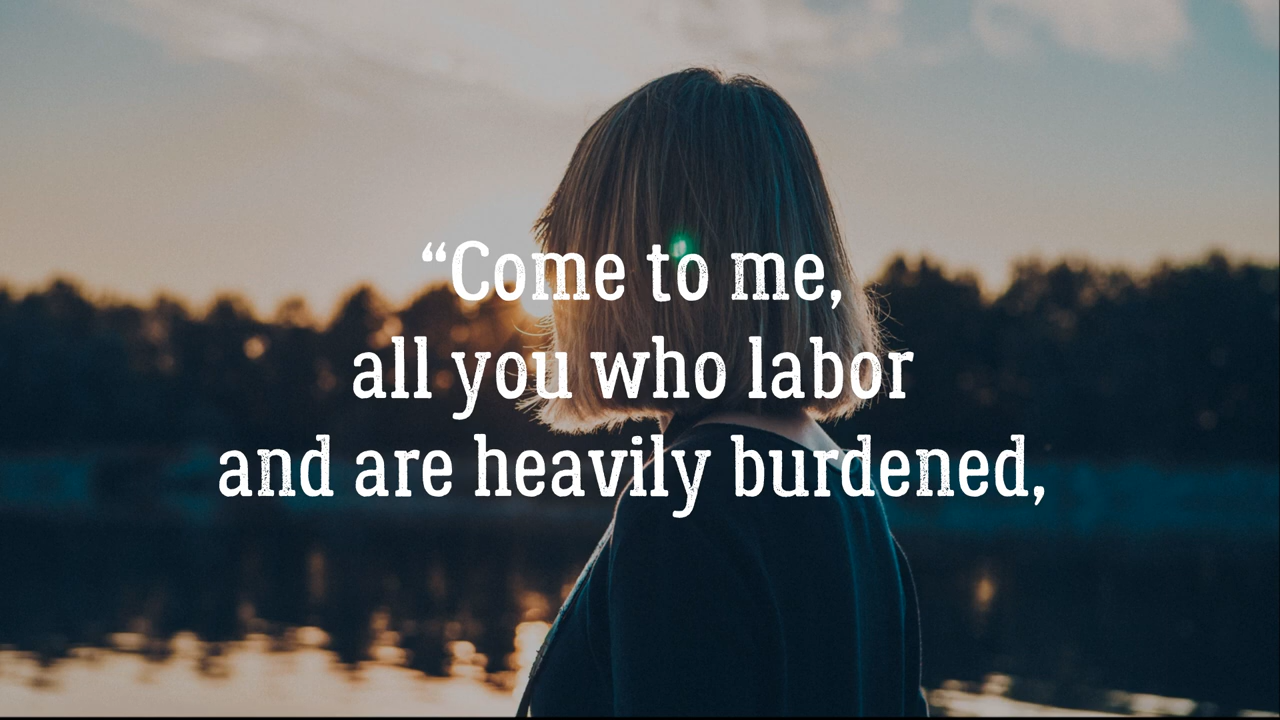 “Come to me,
all you who labor
and are heavily burdened,